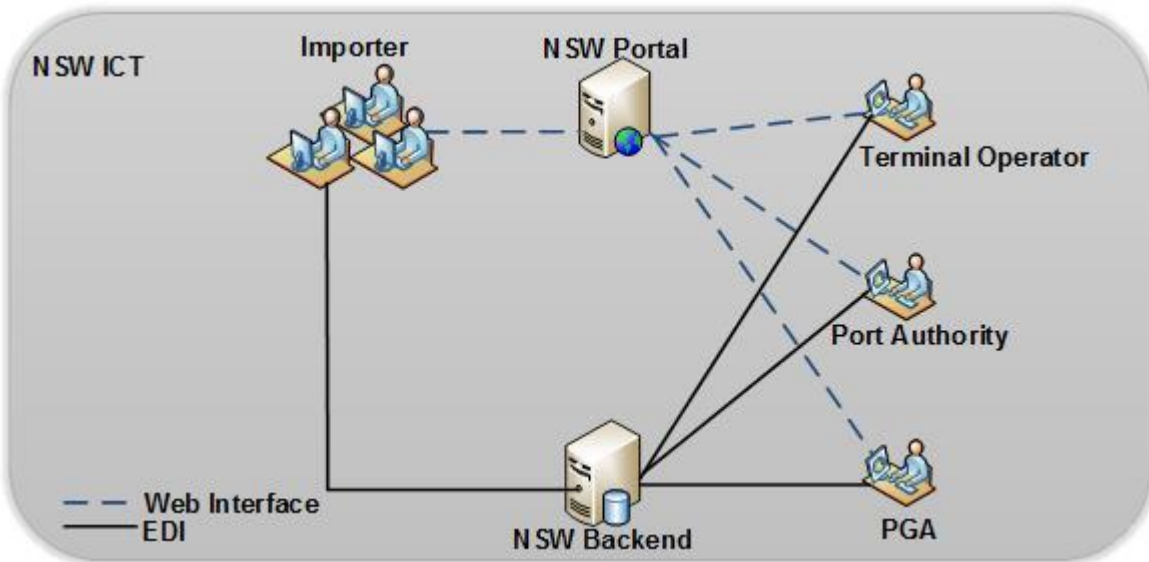 Importer
NSW Portal
NSW ICT
Terminal Operator
Port Authority
Web Interface
EDI
NSW Backend
PGA